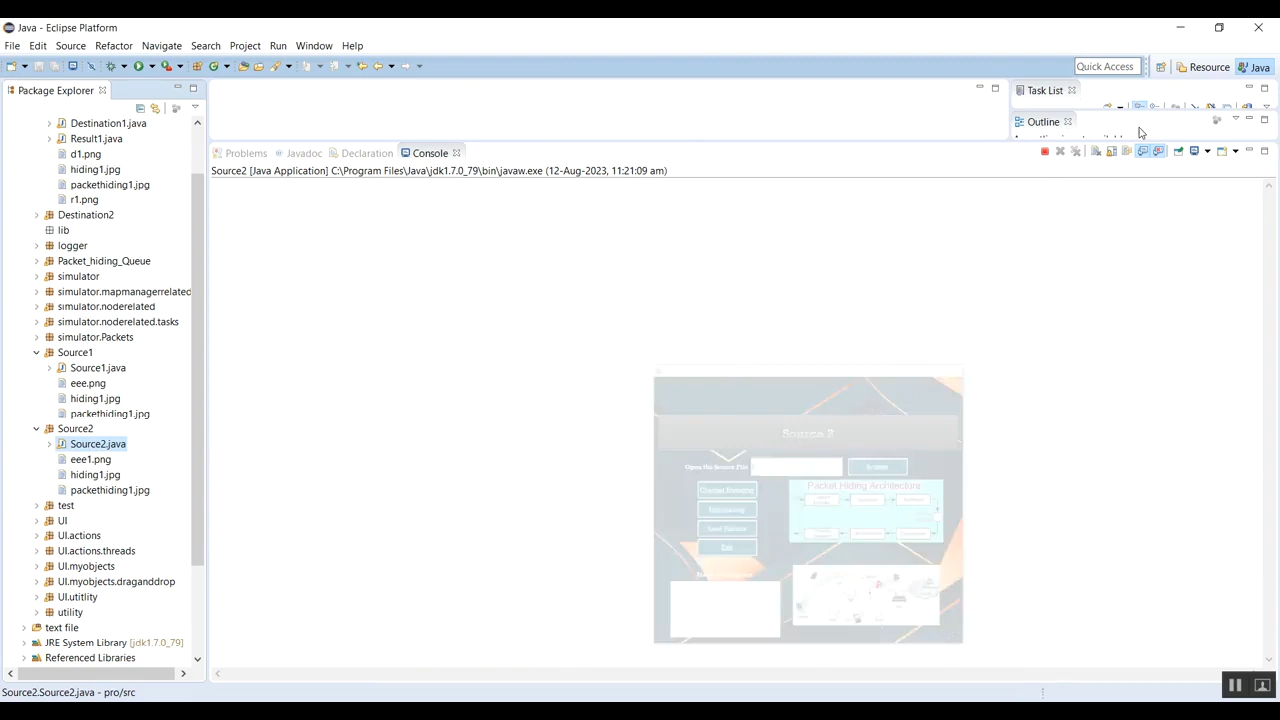 Java - Eclipse Platform
File Edit Source Refactor Navigate Search Project Run Window Help
Quick Access Resource Java
Package Explorer
Task List
Outline
Destination1.java
Result1.java
d1.png
hiding1.jpg
packethiding1.jpg
r1.png
Destination2
lib
logger
Packet_hiding_Queue
simulator
simulator.mapmanagerrelated
simulator.noderelated
simulator.noderelated.tasks
simulator.Packets
Source1
Source1.java
eee.png
hiding1.jpg
packethiding1.jpg
Source2
Source2.java
eee1.png
hiding1.jpg
packethiding1.jpg
test
UI
UI.actions
UI.actions.threads
UI.myobjects
UI.myobjects.draganddrop
UI.utitlity
utility
text file
JRE System Library [jdk1.7.0_79]
Referenced Libraries
Problems Javadoc Declaration Console
Source2 [Java Application] C:\Program Files\Java\jdk1.7.0_79\bin\javaw.exe (12-Aug-2023, 11:21:09 am)
Source 2
Packet Hiding Architecture
Exit
Source2.Source2.java - pro/src